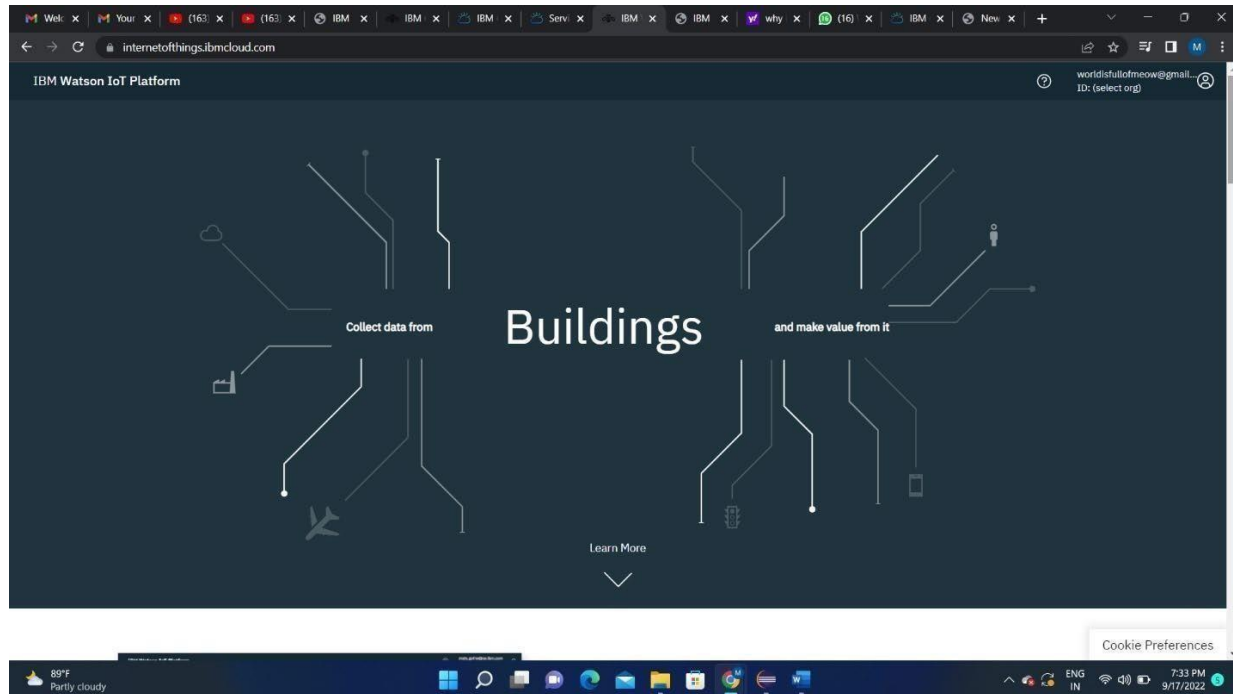 Welc
Your
(163)
(163)
IBM
IBM
IBM
Servi
IBM
IBM
why
(16)
IBM
New
internetofthings.ibmcloud.com
M
IBM Watson IoT Platform
worldisfullofmeow@gmail...
ID: (select org)
Collect data from
Buildings
and make value from it
Learn More
Cookie Preferences
89°F
Partly cloudy
ENG
IN
7:33 PM
9/17/2022